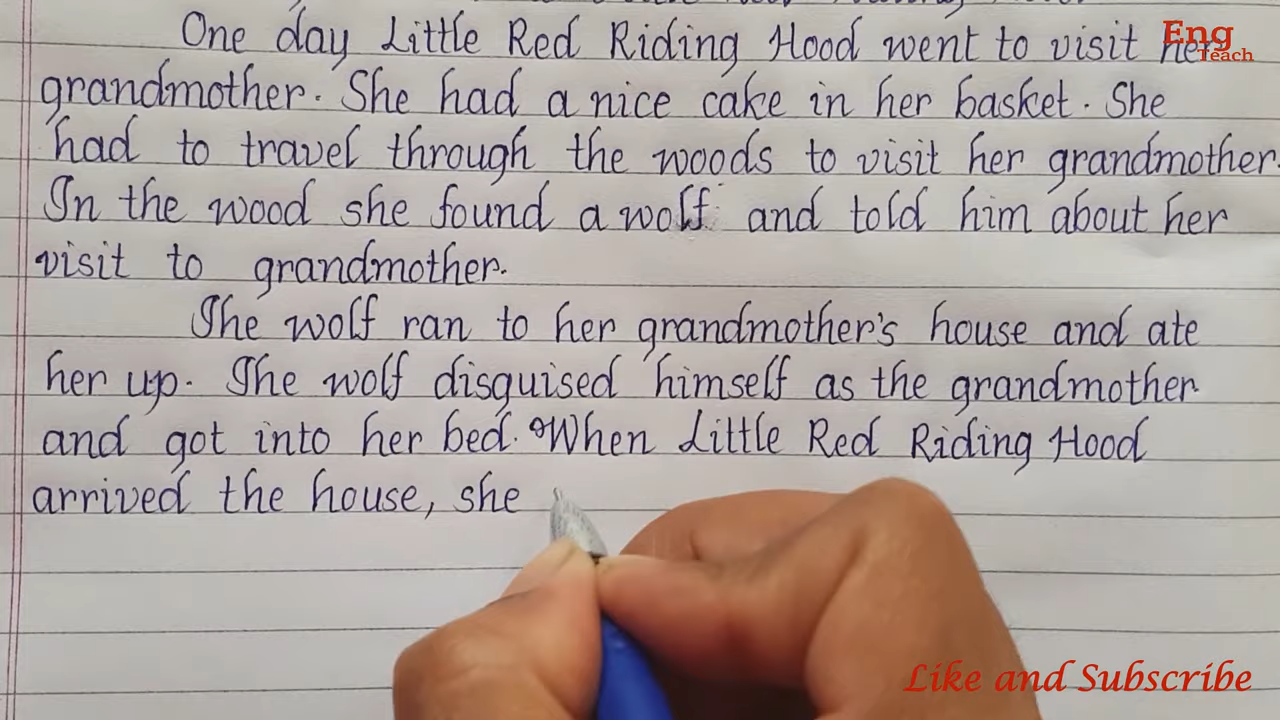 One day Little Red Riding Hood went to visit her
Eng
Teach
grandmother. She had a nice cake in her basket. She
had to travel through the woods to visit her grandmother.
In the wood she found a wolf and told him about her
visit to grandmother.
The wolf ran to her grandmother's house and ate
her up. The wolf disguised himself as the grandmother
and got into her bed. When Little Red Riding Hood
arrived the house, she
Like and Subscribe